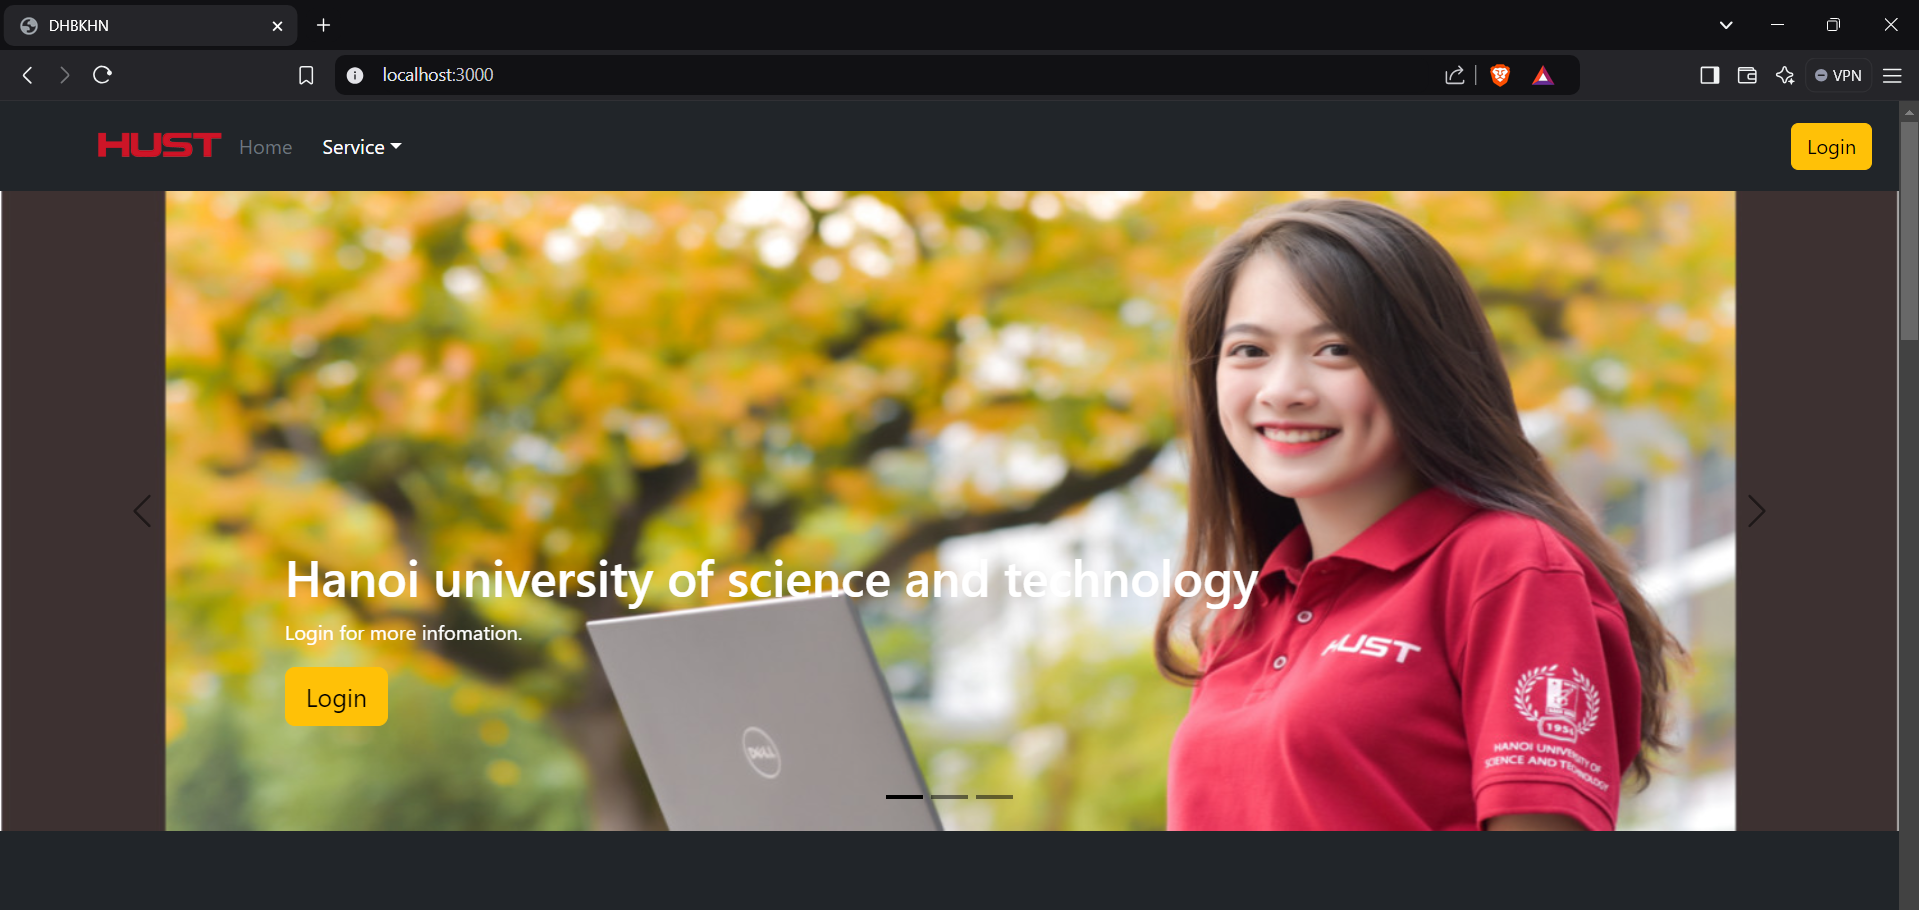 DHBKHN
localhost:3000
VPN
HUST Home Service Login
Hanoi university of science and technology
Login for more infomation.
Login
DELL
HUST
1956
HANOI UNIVERSITY OF
SCIENCE AND TECHNOLOGY